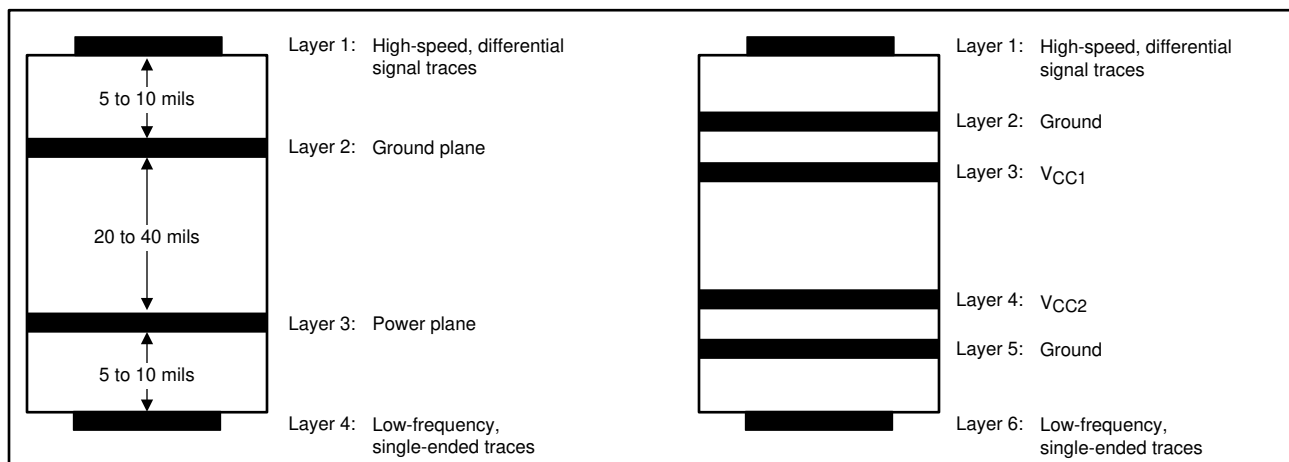 Layer 1: High-speed, differential
signal traces
5 to 10 mils
Layer 2: Ground plane
20 to 40 mils
Layer 3: Power plane
5 to 10 mils
Layer 4: Low-frequency,
single-ended traces
Layer 1: High-speed, differential
signal traces
Layer 2: Ground
Layer 3: VCC1
Layer 4: VCC2
Layer 5: Ground
Layer 6: Low-frequency,
single-ended traces